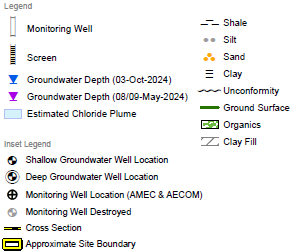 Legend
Monitoring Well
Screen
Groundwater Depth (03-Oct-2024)
Groundwater Depth (08/09-May-2024)
Estimated Chloride Plume
Shale
Silt
Sand
Clay
Unconformity
Ground Surface
Organics
Clay Fill
Inset Legend
Shallow Groundwater Well Location
Deep Groundwater Well Location
Monitoring Well Location (AMEC & AECOM)
Monitoring Well Destroyed
Cross Section
Approximate Site Boundary